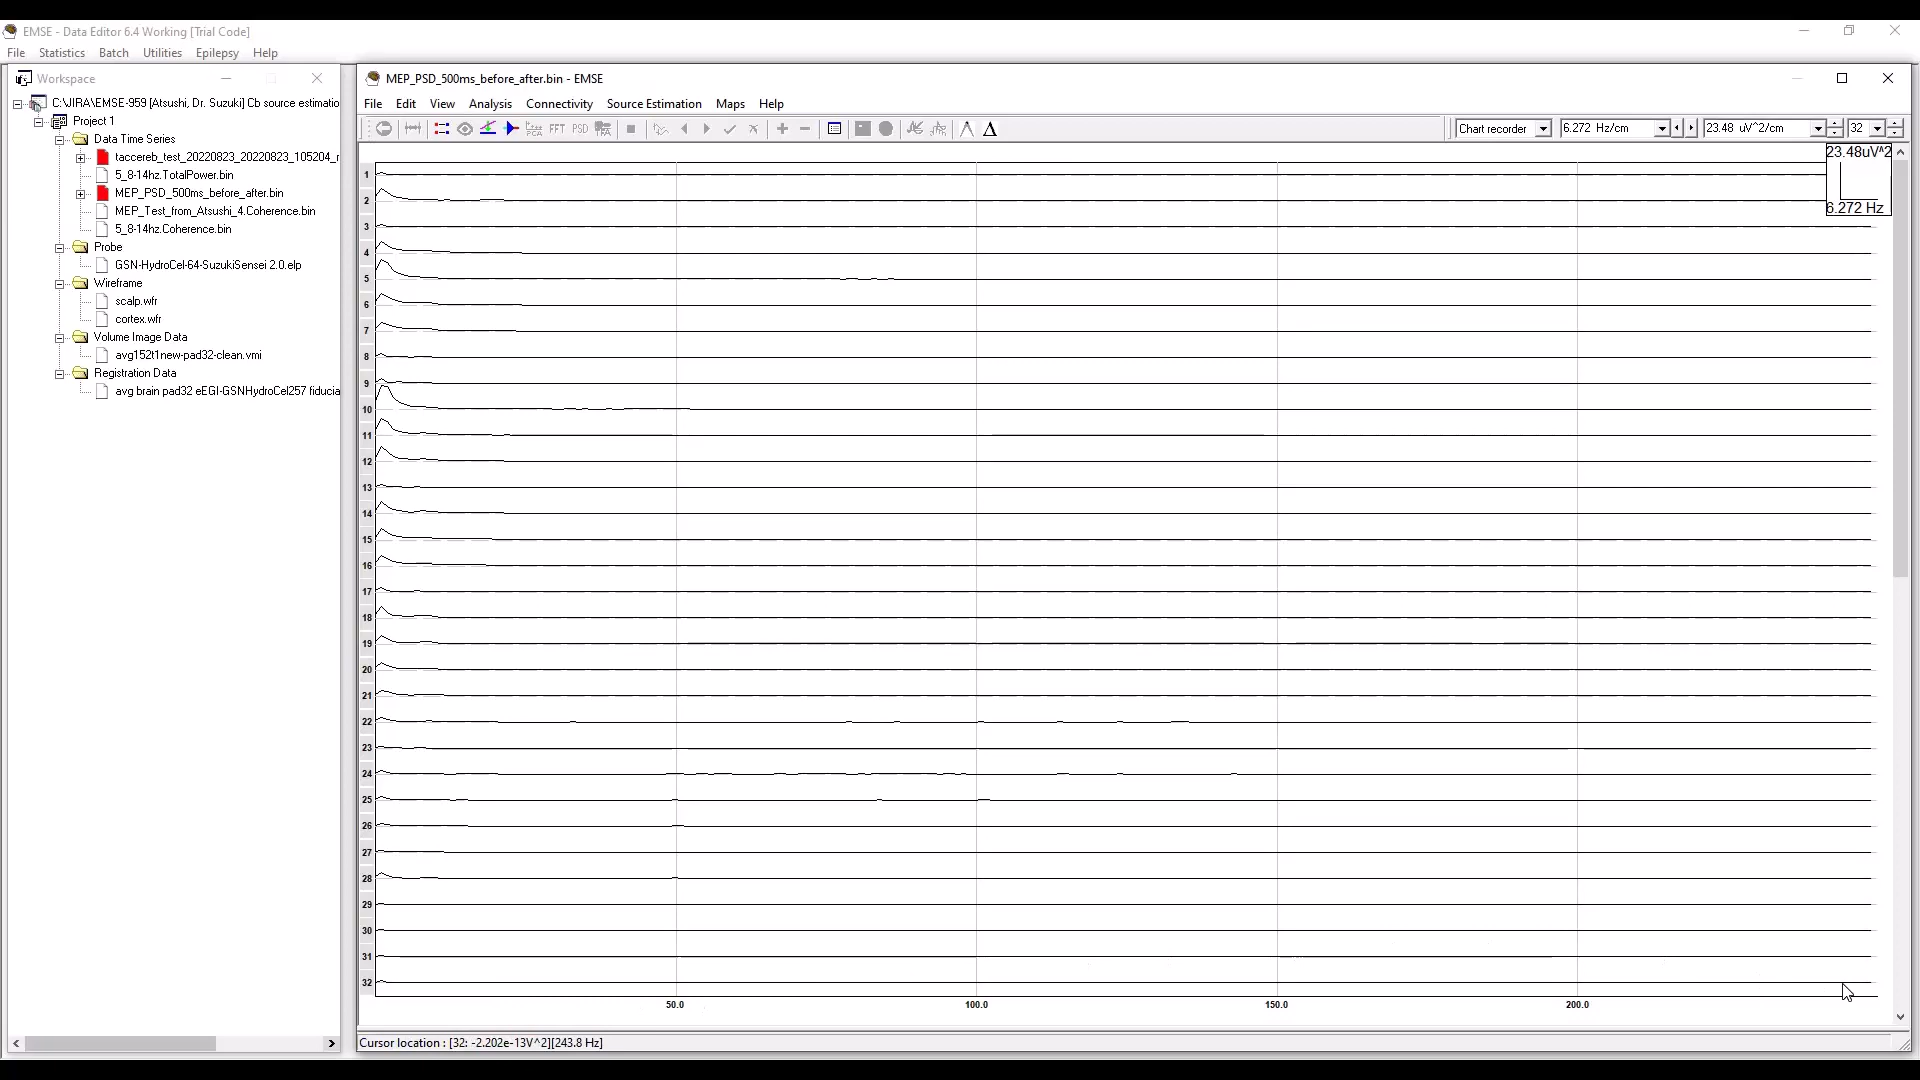 EMSE - Data Editor 6.4 Working [Trial Code]
File Statistics Batch Utilities Epilepsy Help
Workspace
C:\JIRA\EMSE-959 [Atsushi, Dr. Suzuki] Cb source estimatio
Project 1
Data Time Series
taccereb_test_20220823_20220823_105204_r
5_8-14hz.TotalPower.bin
MEP_PSD_500ms_before_after.bin
MEP_Test_from_Atsushi_4.Coherence.bin
5_8-14hz.Coherence.bin
Probe
GSN-HydroCel-64-SuzukiSensei 2.0.elp
Wireframe
scalp.wfr
cortex.wfr
Volume Image Data
avg152t1new-pad32-clean.vmi
Registration Data
avg brain pad32 eEGI-GSNHydroCel257 fiducia
MEP_PSD_500ms_before_after.bin - EMSE
File Edit View Analysis Connectivity Source Estimation Maps Help
PCA FFT PSD Chart recorder 6.272 Hz/cm 23.48 uV^2/cm 32
23.48uV^2
6.272 Hz
1
2
3
4
5
6
7
8
9
10
11
12
13
14
15
16
17
18
19
20
21
22
23
24
25
26
27
28
29
30
31
32
50.0 100.0 150.0 200.0
Cursor location : [32: -2.202e-13V^2][243.8 Hz]